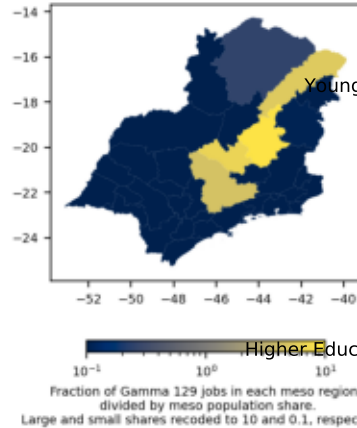 −14
−16
Young
−18
−20
−22
−24
−52 −50 −48 −46 −44 −42 −40
Higher Educ
10⁻¹ 10⁰ 10¹
Fraction of Gamma 129 jobs in each meso region
divided by meso population share.
Large and small shares recoded to 10 and 0.1, respec